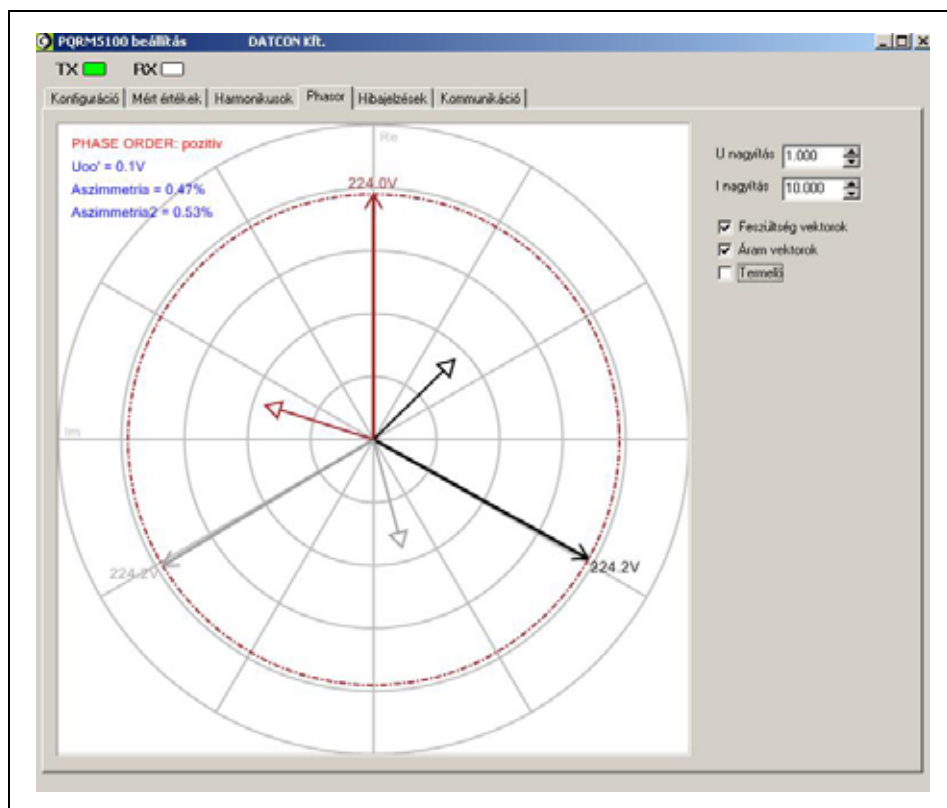 PQRM5100 beállítás DATCON Kft.
TX RX
Konfiguráció Mért értékek Harmonikusok Phasor Hibajelzések Kommunikáció
PHASE ORDER: pozitív
Uoo' = 0.1V
Aszimmetria = 0.47%
Aszimmetria2 = 0.53%
Re
224.0V
Im
224.2V
224.2V
U nagyítás 1.000
I nagyítás 10.000
Feszültség vektorok
Áram vektorok
Termelő